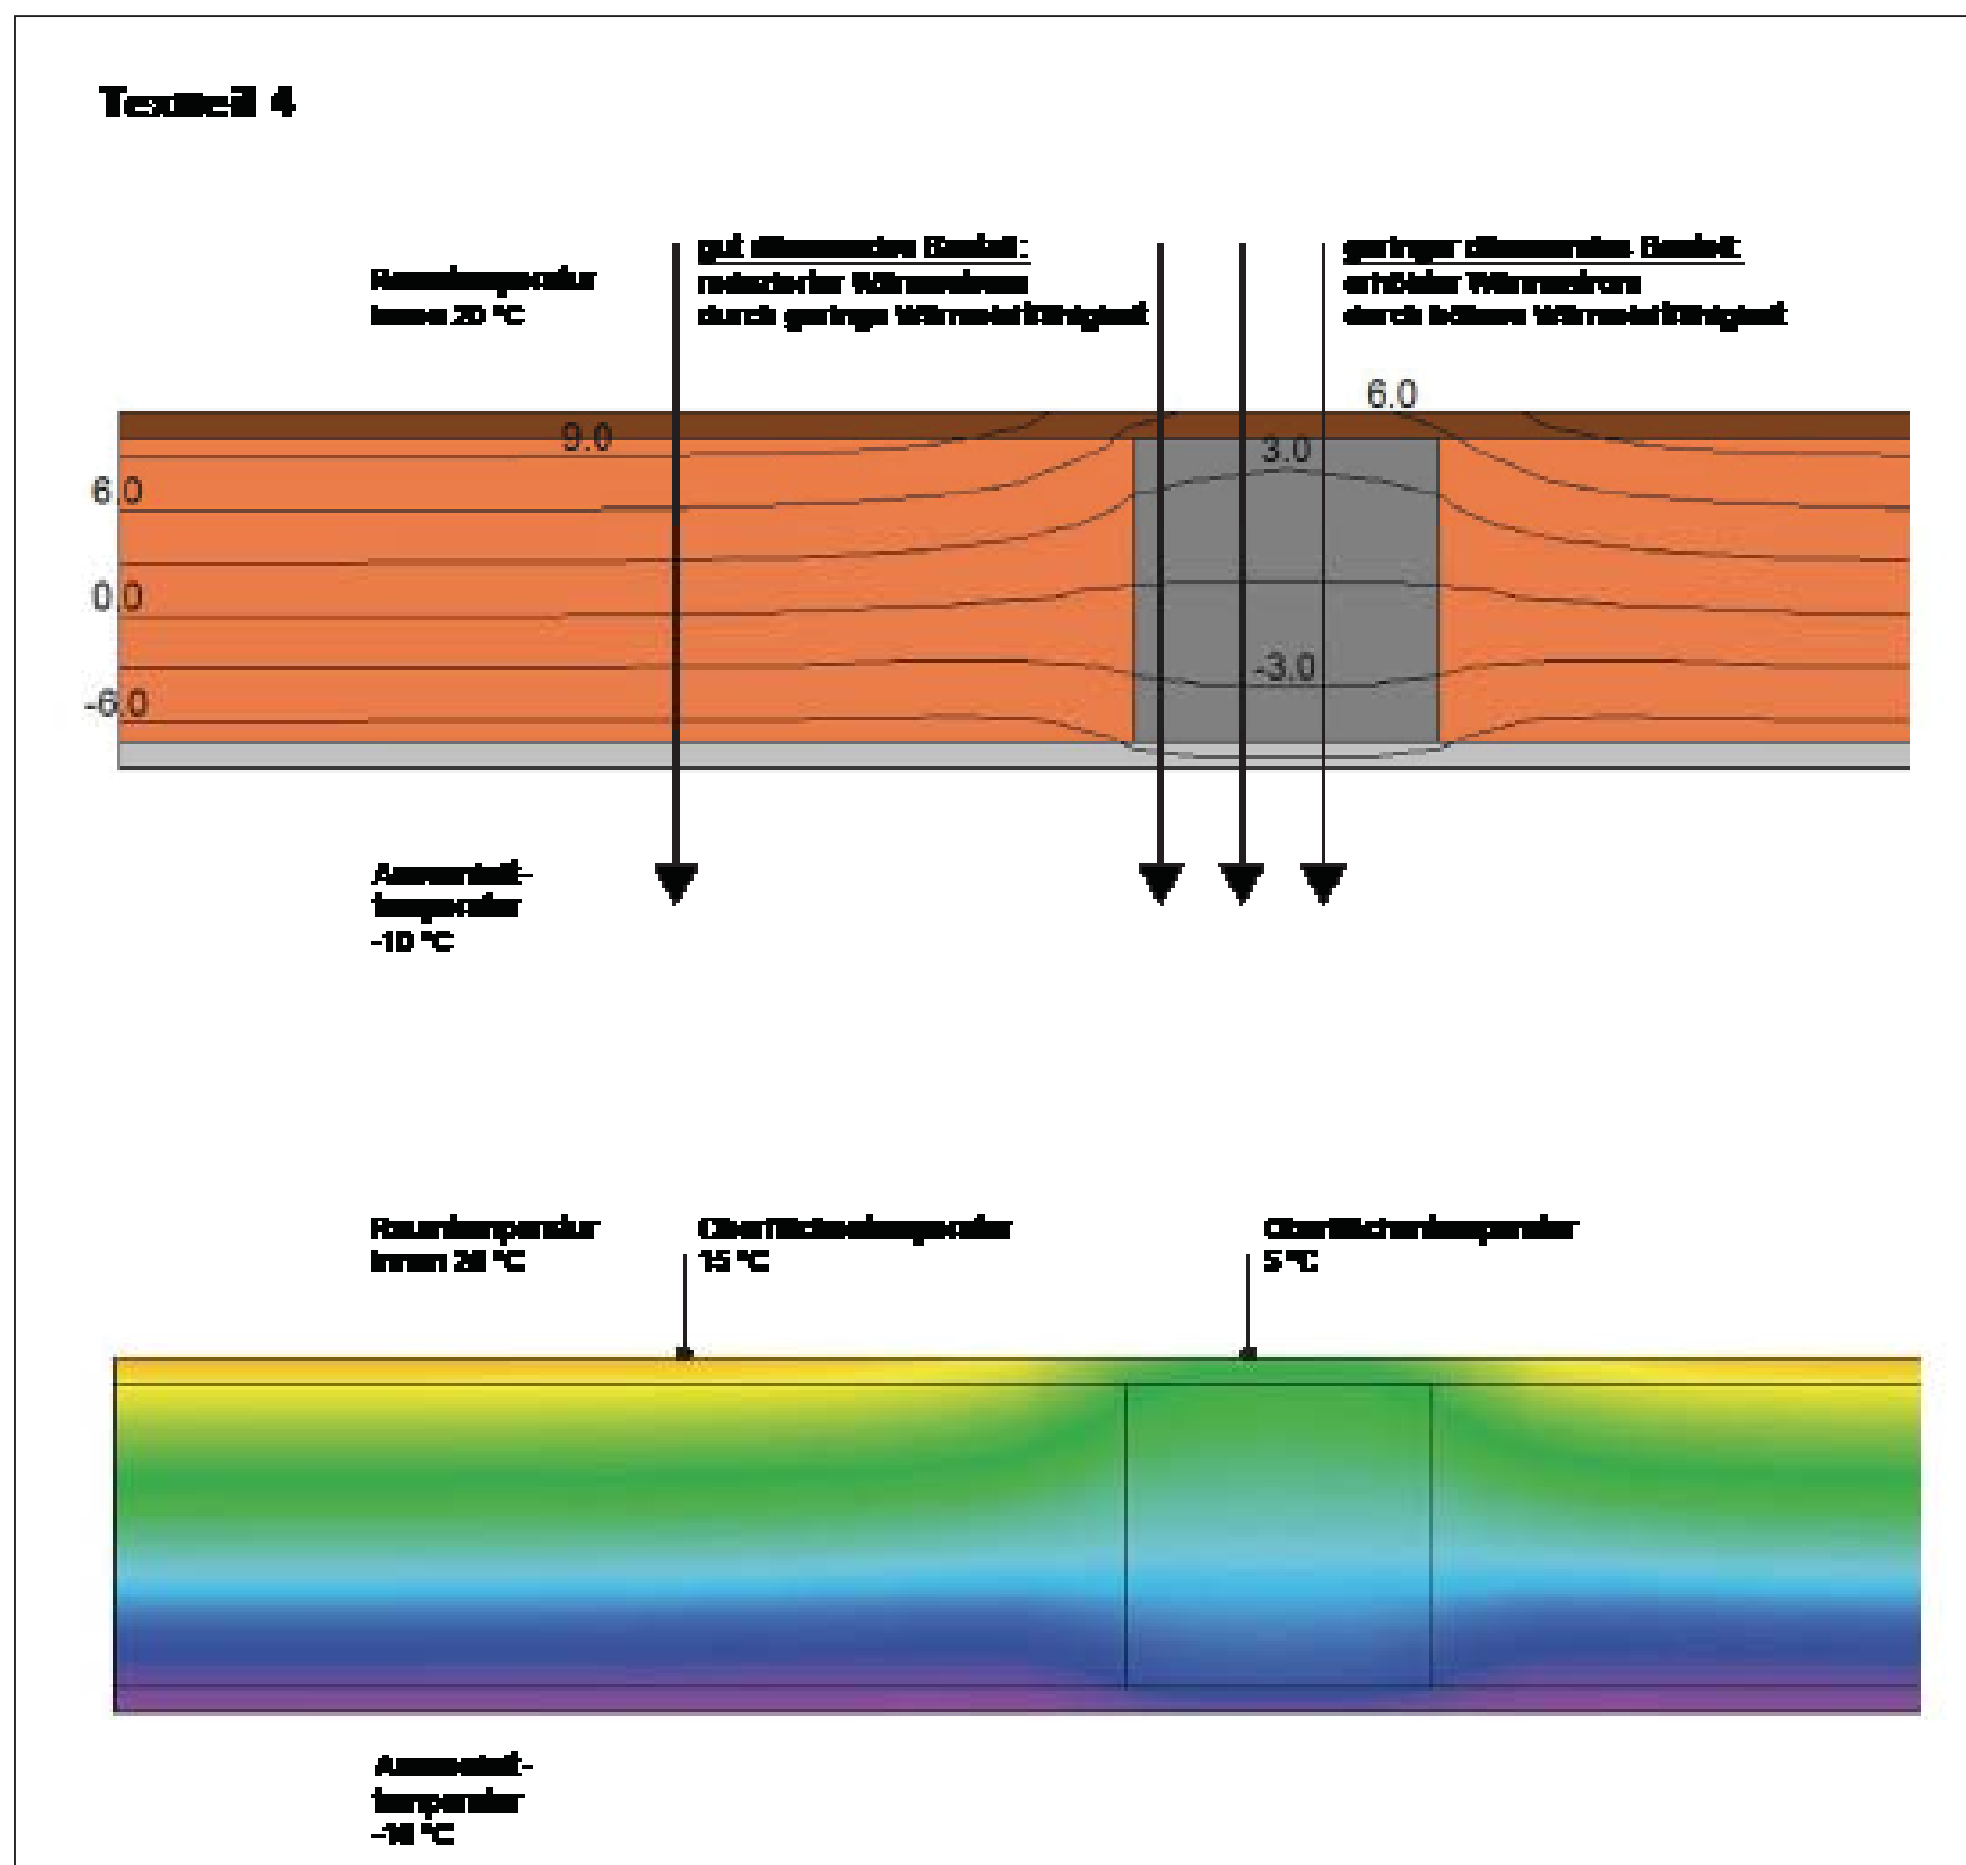 Textteil 4
Raumtemperatur
innen 20 °C
gut dämmendes Bauteil:
reduzierter Wärmestrom
durch geringe Wärmeleitfähigkeit
geringer dämmendes Bauteil:
erhöhter Wärmestrom
durch höhere Wärmeleitfähigkeit
6.0
9.0
3.0
6.0
0.0
-3.0
-6.0
Aussenluft-
temperatur
-10 °C
Raumtemperatur
innen 20 °C
Oberflächentemperatur
15 °C
Oberflächentemperatur
5 °C
Aussenluft-
temperatur
-10 °C